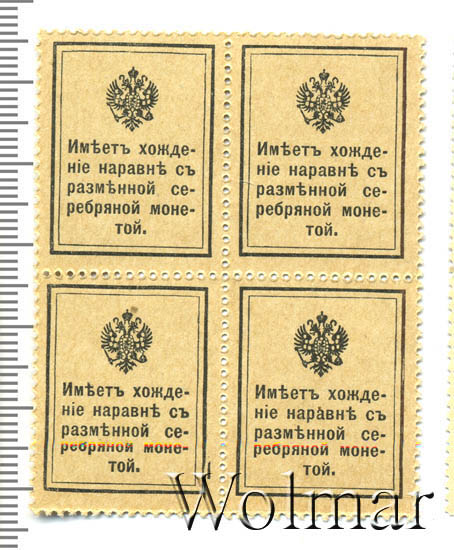 Имѣетъ хожде-
ніе наравнѣ съ
размѣнной се-
ребряной моне-
той.
Имѣетъ хожде-
ніе наравнѣ съ
размѣнной се-
ребряной моне-
той.
Имѣетъ хожде-
ніе наравнѣ съ
размѣнной се-
ребряной моне-
той.
Имѣетъ хожде-
ніе наравнѣ съ
размѣнной се-
ребряной моне-
той.
Wolmar